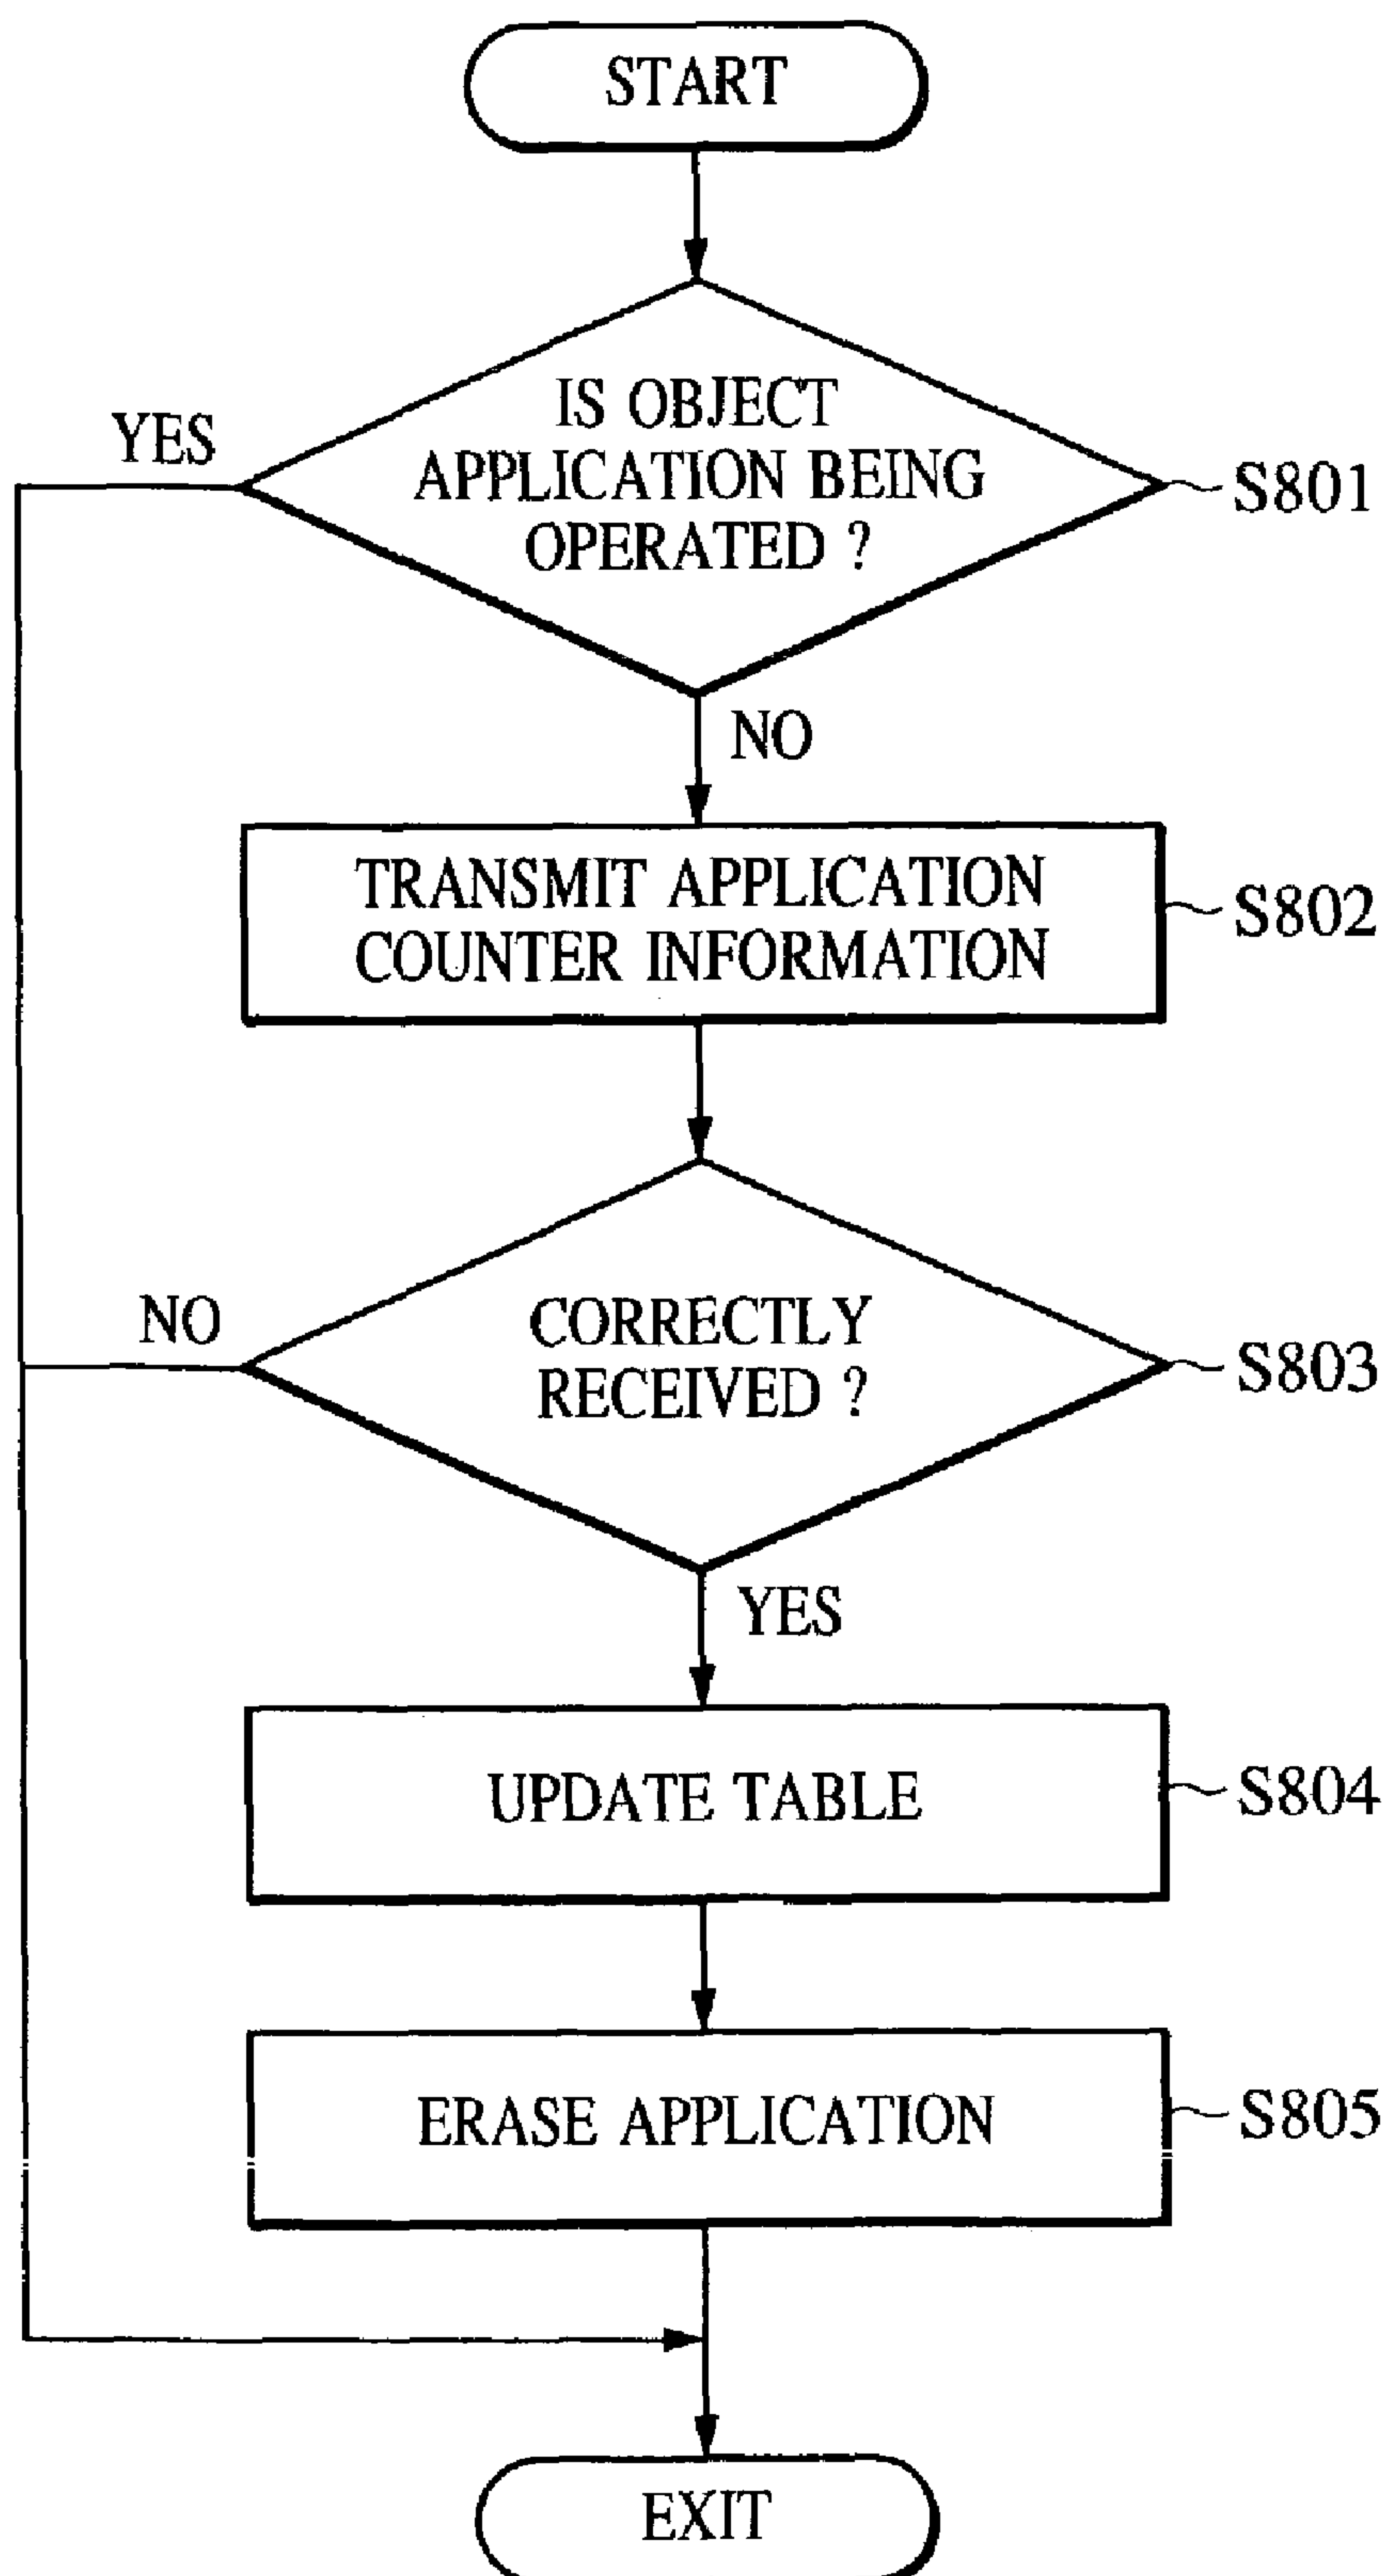 START
IS OBJECT
APPLICATION BEING
OPERATED ?
YES
S801
NO
TRANSMIT APPLICATION
COUNTER INFORMATION
S802
CORRECTLY
RECEIVED ?
NO
S803
YES
UPDATE TABLE
S804
ERASE APPLICATION
S805
EXIT